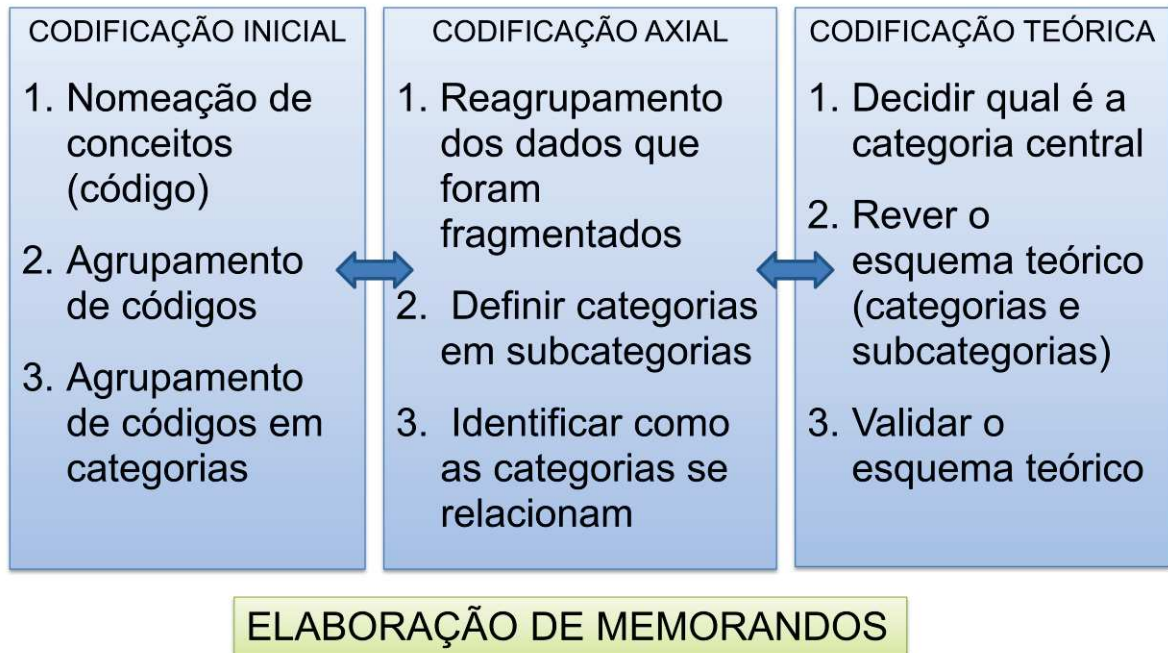 CODIFICAÇÃO INICIAL
1. Nomeação de
conceitos
(código)
2. Agrupamento
de códigos
3. Agrupamento
de códigos em
categorias
CODIFICAÇÃO AXIAL
1. Reagrupamento
dos dados que
foram
fragmentados
2. Definir categorias
em subcategorias
3. Identificar como
as categorias se
relacionam
CODIFICAÇÃO TEÓRICA
1. Decidir qual é a
categoria central
2. Rever o
esquema teórico
(categorias e
subcategorias)
3. Validar o
esquema teórico
ELABORAÇÃO DE MEMORANDOS